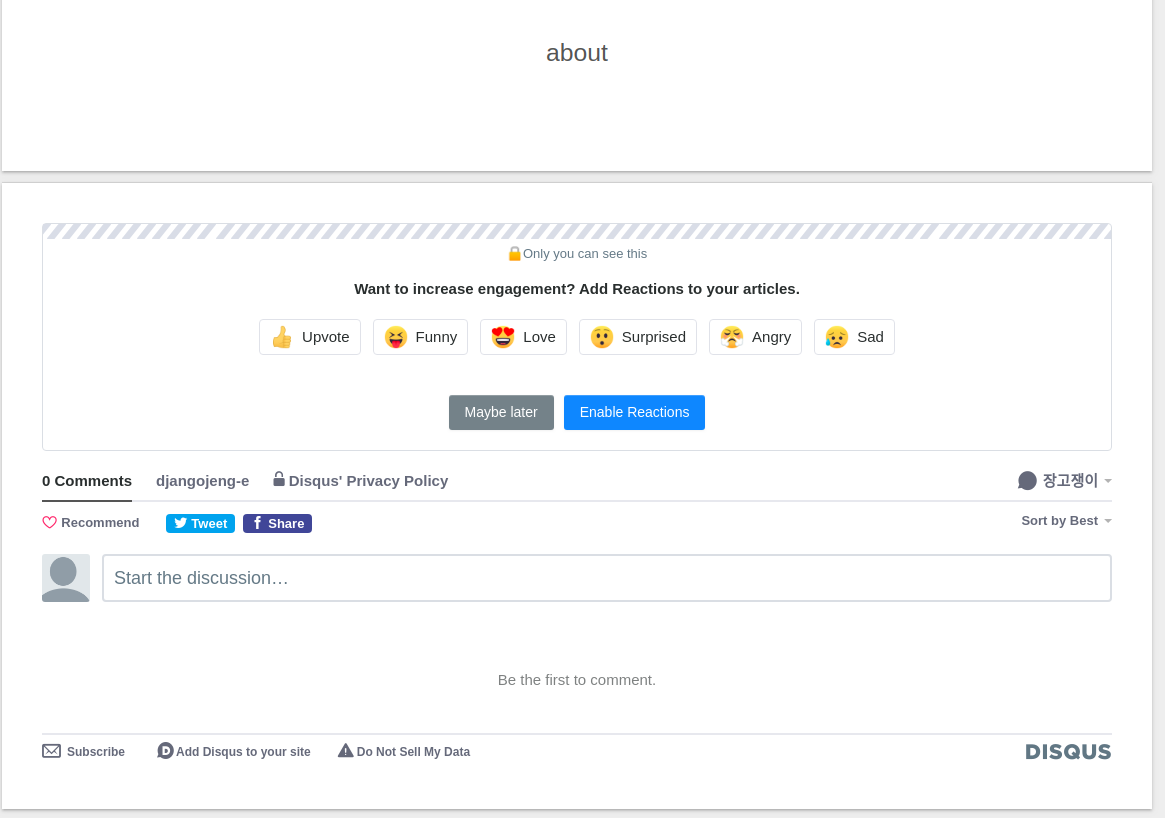 about
Only you can see this
Want to increase engagement? Add Reactions to your articles.
Upvote Funny Love Surprised Angry Sad
Maybe later Enable Reactions
0 Comments djangojeng-e Disqus' Privacy Policy 장고쟁이
Recommend Tweet Share Sort by Best
Start the discussion…
Be the first to comment.
Subscribe Add Disqus to your site Do Not Sell My Data DISQUS